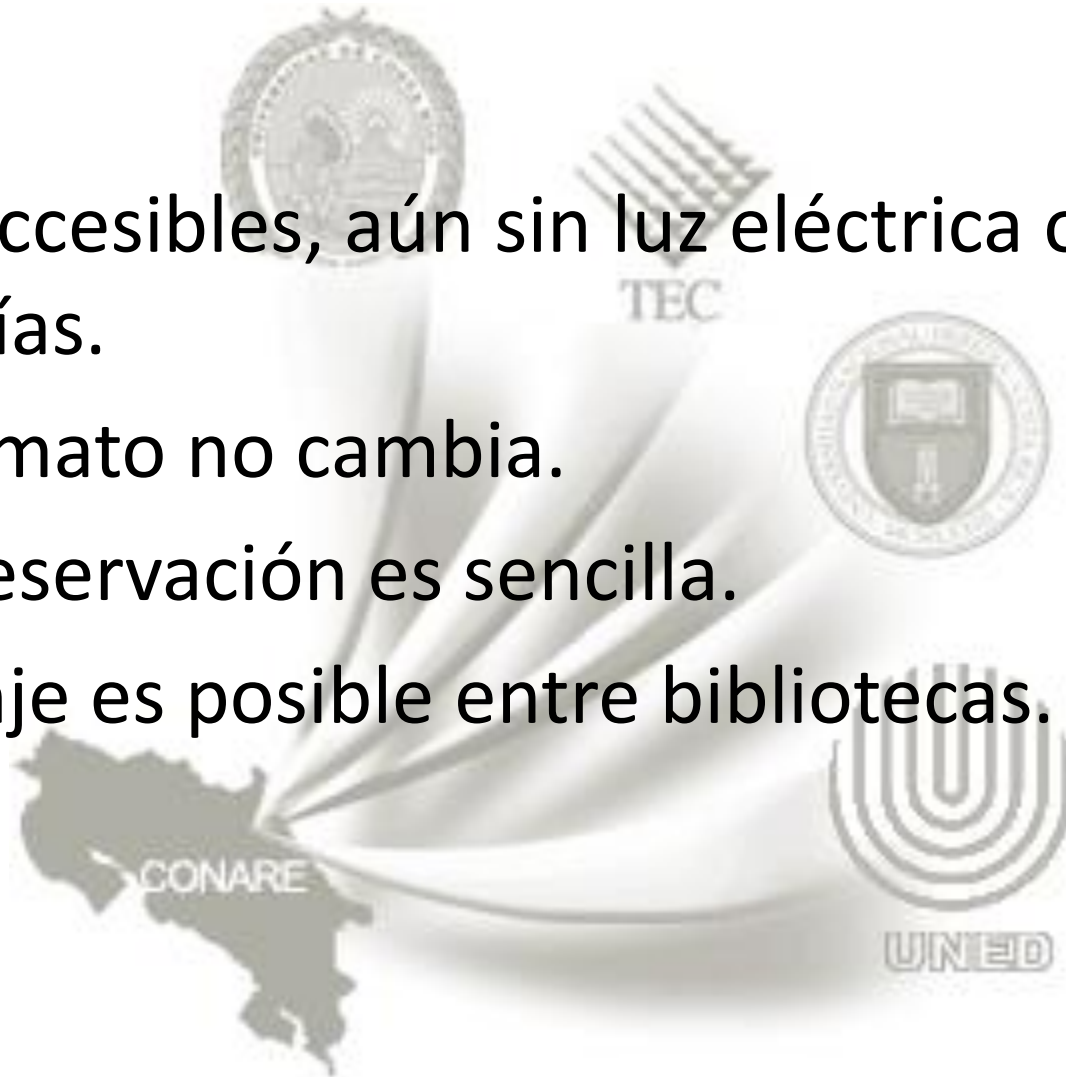 ccesibles, aún sin luz eléctrica
ías.
mato no cambia.
eservación es sencilla.
aje es posible entre bibliotecas.
TEC
CONARE
UNED